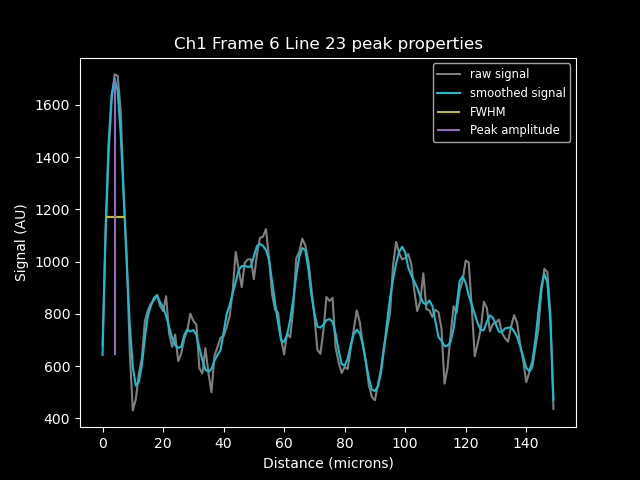 Ch1 Frame 6 Line 23 peak properties
raw signal
smoothed signal
FWHM
Peak amplitude
Signal (AU)
1600
1400
1200
1000
800
600
400
0 20 40 60 80 100 120 140
Distance (microns)